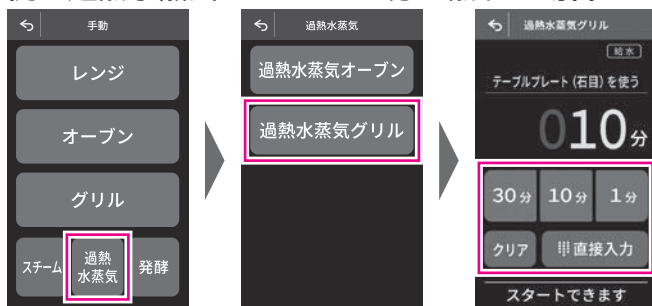 手動
レンジ
オーブン
グリル
スチーム
過熱
水蒸気
発酵
過熱水蒸気
過熱水蒸気オーブン
過熱水蒸気グリル
過熱水蒸気グリル
給水
テーブルプレート(石目)を使う
010分
30分 10分 1分
クリア 直接入力
スタートできます